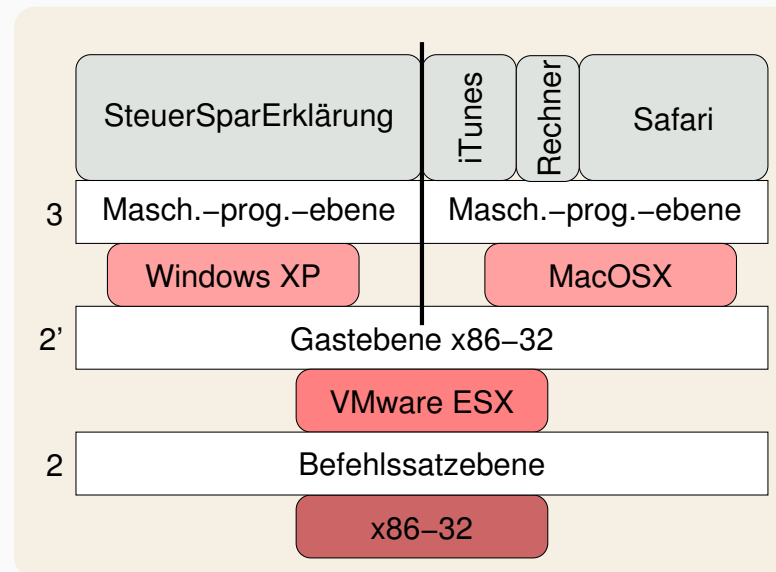 SteuerSparErklärung
iTunes
Rechner
Safari
3
Masch.−prog.−ebene
Masch.−prog.−ebene
Windows XP
MacOSX
2’
Gastebene x86−32
VMware ESX
2
Befehlssatzebene
x86−32